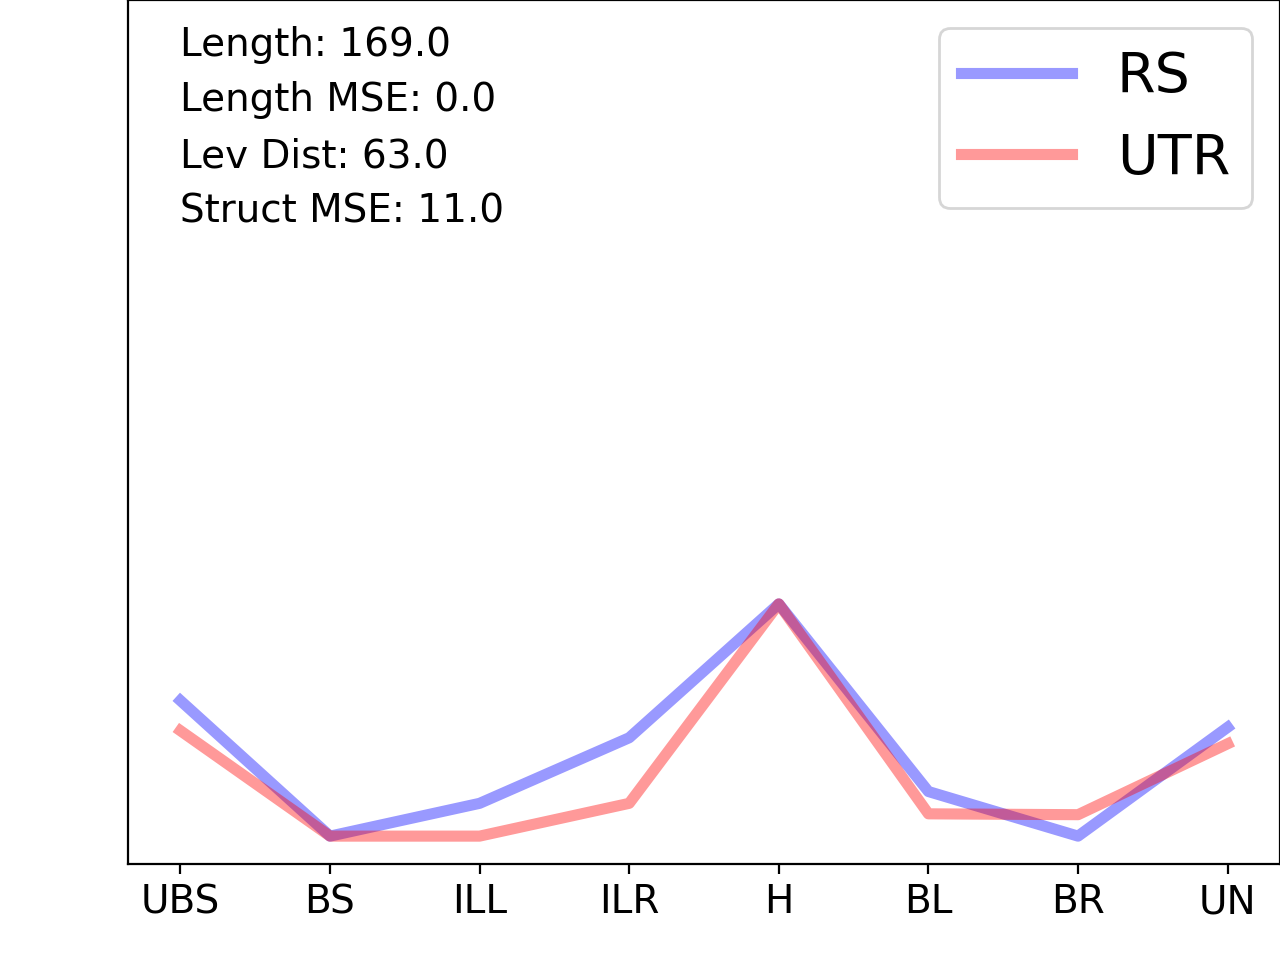 Length: 169.0
Length MSE: 0.0
Lev Dist: 63.0
Struct MSE: 11.0
RS
UTR
UBS BS ILL ILR H BL BR UN